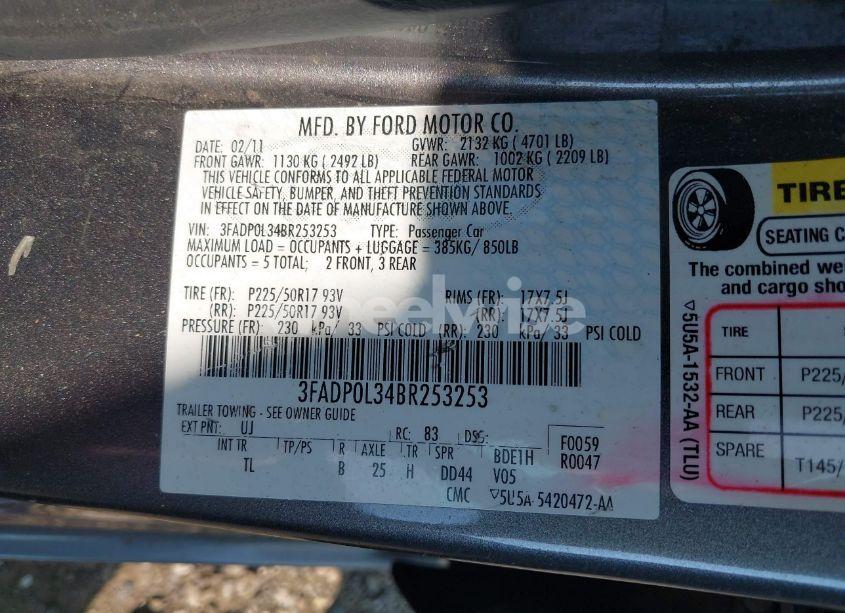 MFD. BY FORD MOTOR CO.
DATE: 02/11 GVWR: 2132 KG ( 4701 LB)
FRONT GAWR: 1130 KG ( 2492 LB) REAR GAWR: 1002 KG ( 2209 LB)
THIS VEHICLE CONFORMS TO ALL APPLICABLE FEDERAL MOTOR
VEHICLE SAFETY, BUMPER, AND THEFT PREVENTION STANDARDS
IN EFFECT ON THE DATE OF MANUFACTURE SHOWN ABOVE.
VIN: 3FADP0L34BR253253 TYPE: Passenger Car
MAXIMUM LOAD = OCCUPANTS + LUGGAGE = 385KG/ 850LB
OCCUPANTS = 5 TOTAL; 2 FRONT, 3 REAR
TIRE (FR): P225/50R17 93V RIMS (FR): 17X7.5J
(RR): P225/50R17 93V (RR): 17X7.5J
PRESSURE (FR): 230 kPa/ 33 PSI COLD (RR): 230 kPa/ 33 PSI COLD
3FADP0L34BR253253
TRAILER TOWING - SEE OWNER GUIDE
EXT PNT: UJ RC: 83 DSO: F0059
INT TR TP/PS R AXLE TR SPR BDE1H R0047
TL B 25 H DD44 V05
CMC ▽5U5A-5420472-AA
▽5U5A-1532-AA (TLU)
TIRE
SEATING C
The combined we
and cargo sho
TIRE
FRONT P225/
REAR P225/
SPARE T145/